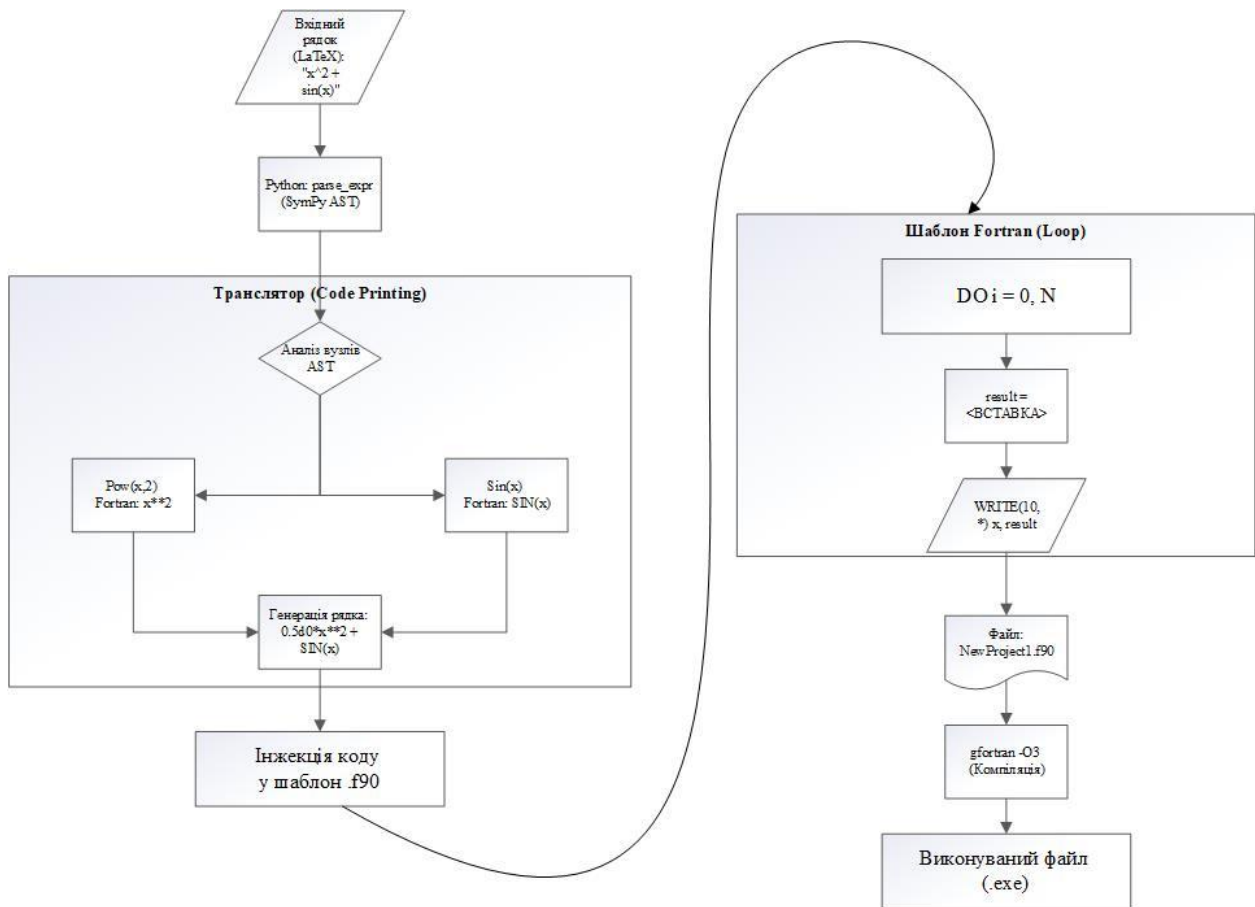 Вхідний
рядок
(LaTeX):
"x^2 +
sin(x)"
Python: parse_expr
(SymPy AST)
Транслятор (Code Printing)
Аналіз вузлів
AST
Pow(x,2)
Fortran: x**2
Sin(x)
Fortran: SIN(x)
Генерація рядка:
0.5d0*x**2 +
SIN(x)
Інжекція коду
у шаблон .f90
Шаблон Fortran (Loop)
DO i = 0, N
result =
<ВСТАВКА>
WRITE(10,
*) x, result
Файл:
NewProject1.f90
gfortran -O3
(Компіляція)
Виконуваний файл
(.exe)